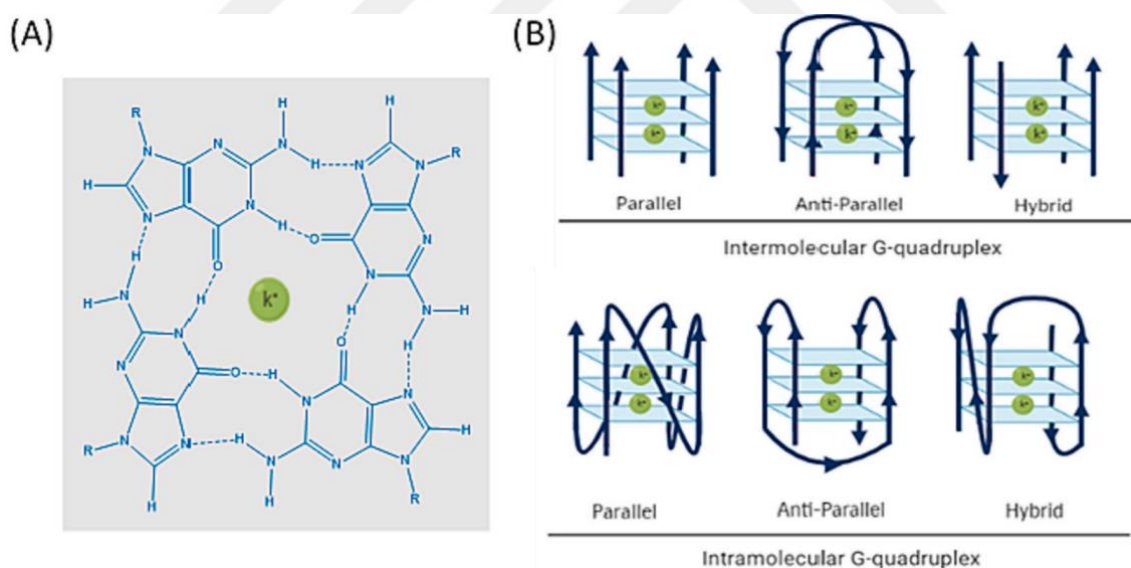 (A)
H
R
H
N N N R
H N N
H
N H
N
O N
H O
N
H N H k⁺ H N H
N O H
N O H
N N
H
N N H
R N H N N
H H R
(B)
k⁺ k⁺ k⁺
k⁺ k⁺ k⁺
Parallel Anti-Parallel Hybrid
Intermolecular G-quadruplex
k⁺ k⁺ k⁺
k⁺ k⁺ k⁺
Parallel Anti-Parallel Hybrid
Intramolecular G-quadruplex